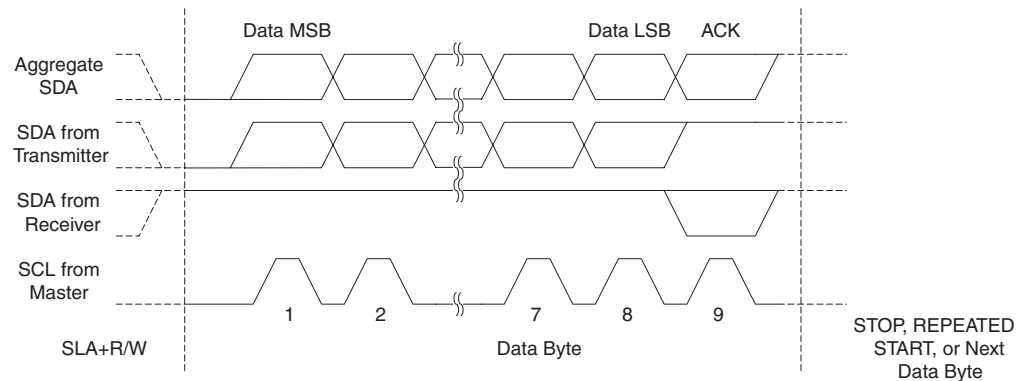 Data MSB
Data LSB
ACK
Aggregate
SDA
SDA from
Transmitter
SDA from
Receiver
SCL from
Master
1
2
7
8
9
SLA+R/W
Data Byte
STOP, REPEATED
START, or Next
Data Byte